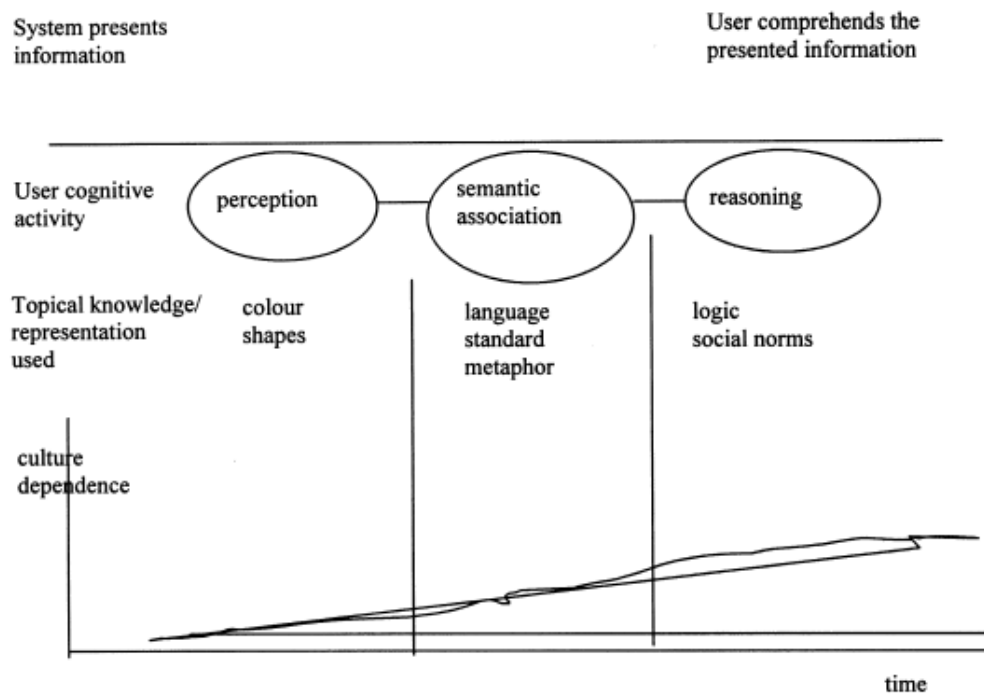 System presents
information
User comprehends the
presented information
User cognitive
activity
perception
semantic
association
reasoning
Topical knowledge/
representation
used
colour
shapes
language
standard
metaphor
logic
social norms
culture
dependence
time